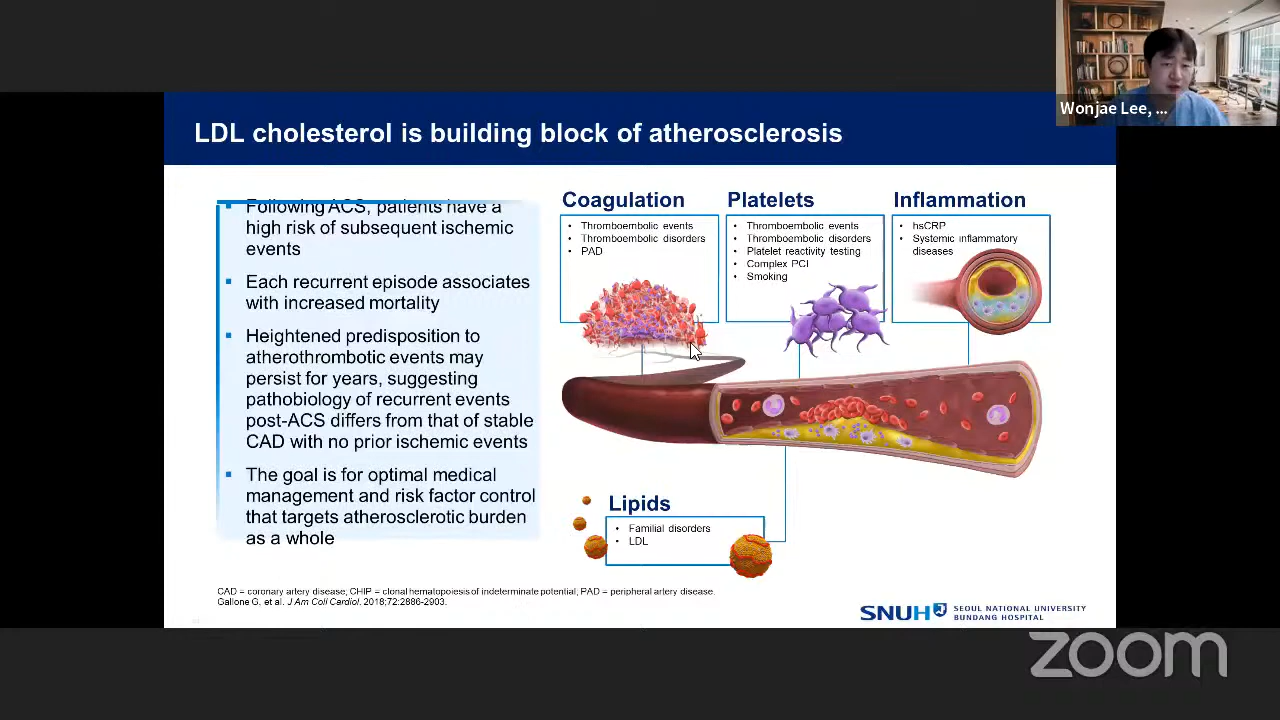 Wonjae Lee, ...
LDL cholesterol is building block of atherosclerosis
Following ACS, patients have a
high risk of subsequent ischemic
events
Each recurrent episode associates
with increased mortality
Heightened predisposition to
atherothrombotic events may
persist for years, suggesting
pathobiology of recurrent events
post-ACS differs from that of stable
CAD with no prior ischemic events
The goal is for optimal medical
management and risk factor control
that targets atherosclerotic burden
as a whole
Coagulation
• Thromboembolic events
• Thromboembolic disorders
• PAD
Platelets
• Thromboembolic events
• Thromboembolic disorders
• Platelet reactivity testing
• Complex PCI
• Smoking
Inflammation
• hsCRP
• Systemic inflammatory
diseases
Lipids
• Familial disorders
• LDL
CAD = coronary artery disease; CHIP = clonal hematopoiesis of indeterminate potential; PAD = peripheral artery disease.
Gallone G, et al. J Am Coll Cardiol. 2018;72:2886-2903.
SNUH SEOUL NATIONAL UNIVERSITY
BUNDANG HOSPITAL
zoom